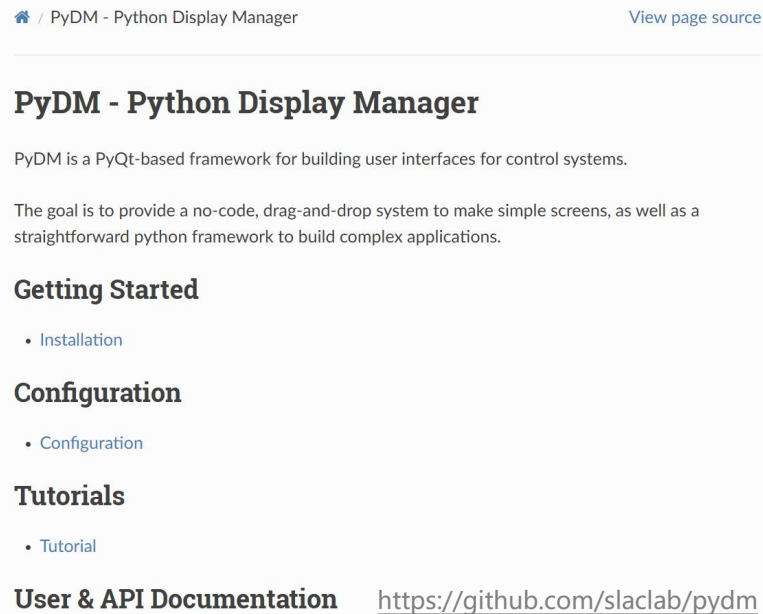 / PyDM - Python Display Manager View page source
PyDM - Python Display Manager
PyDM is a PyQt-based framework for building user interfaces for control systems.
The goal is to provide a no-code, drag-and-drop system to make simple screens, as well as a
straightforward python framework to build complex applications.
Getting Started
• Installation
Configuration
• Configuration
Tutorials
• Tutorial
User & API Documentation https://github.com/slaclab/pydm